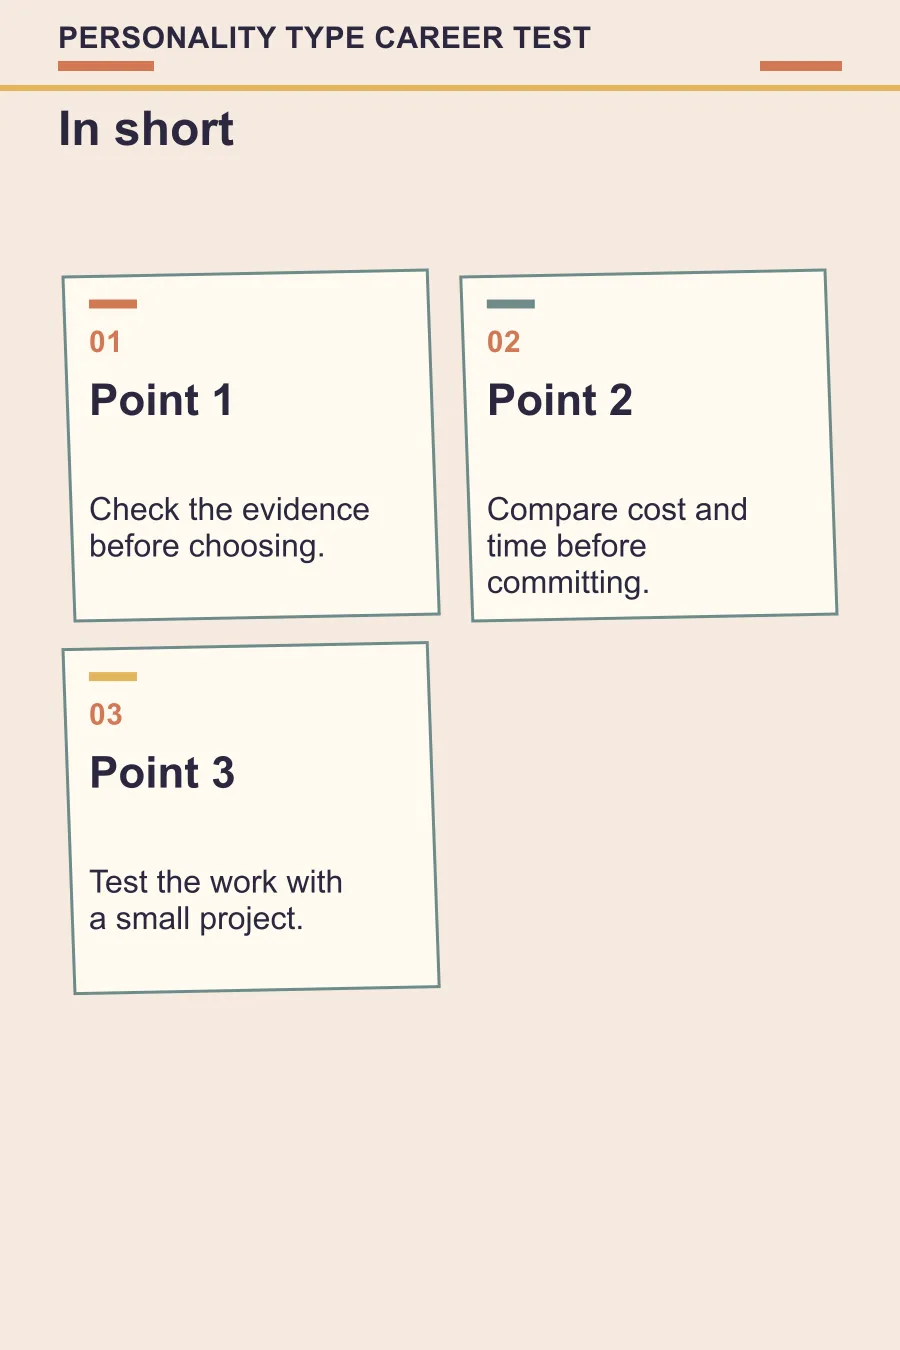 PERSONALITY TYPE CAREER TEST
In short
01
Point 1
Check the evidence
before choosing.
02
Point 2
Compare cost and
time before
committing.
03
Point 3
Test the work with
a small project.